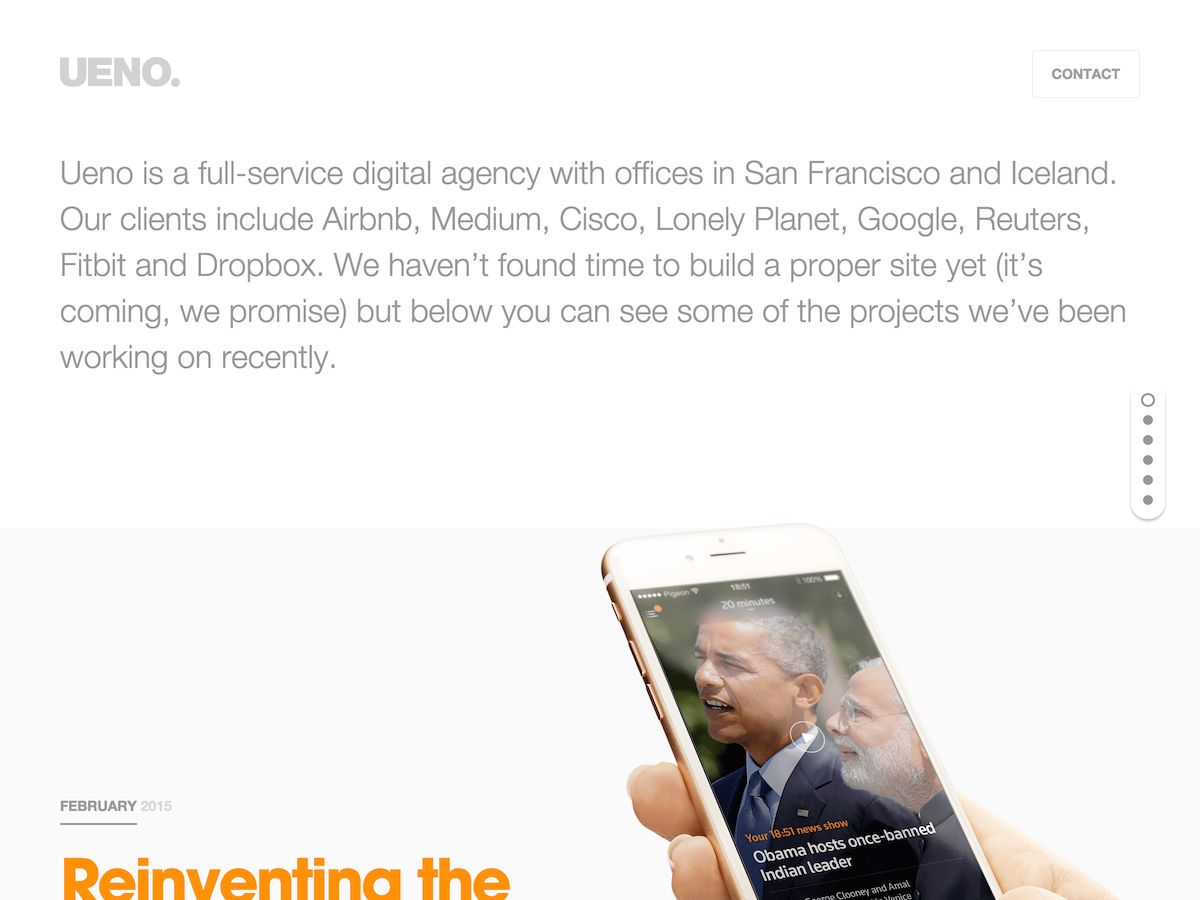 UENO.
CONTACT
Ueno is a full-service digital agency with offices in San Francisco and Iceland.
Our clients include Airbnb, Medium, Cisco, Lonely Planet, Google, Reuters,
Fitbit and Dropbox. We haven’t found time to build a proper site yet (it’s
coming, we promise) but below you can see some of the projects we’ve been
working on recently.
Pigeon 18:51 100%
20 minutes
Your 18:51 news show
Obama hosts once-banned
Indian leader
George Clooney and Amal
Venice
FEBRUARY 2015
Reinventing the